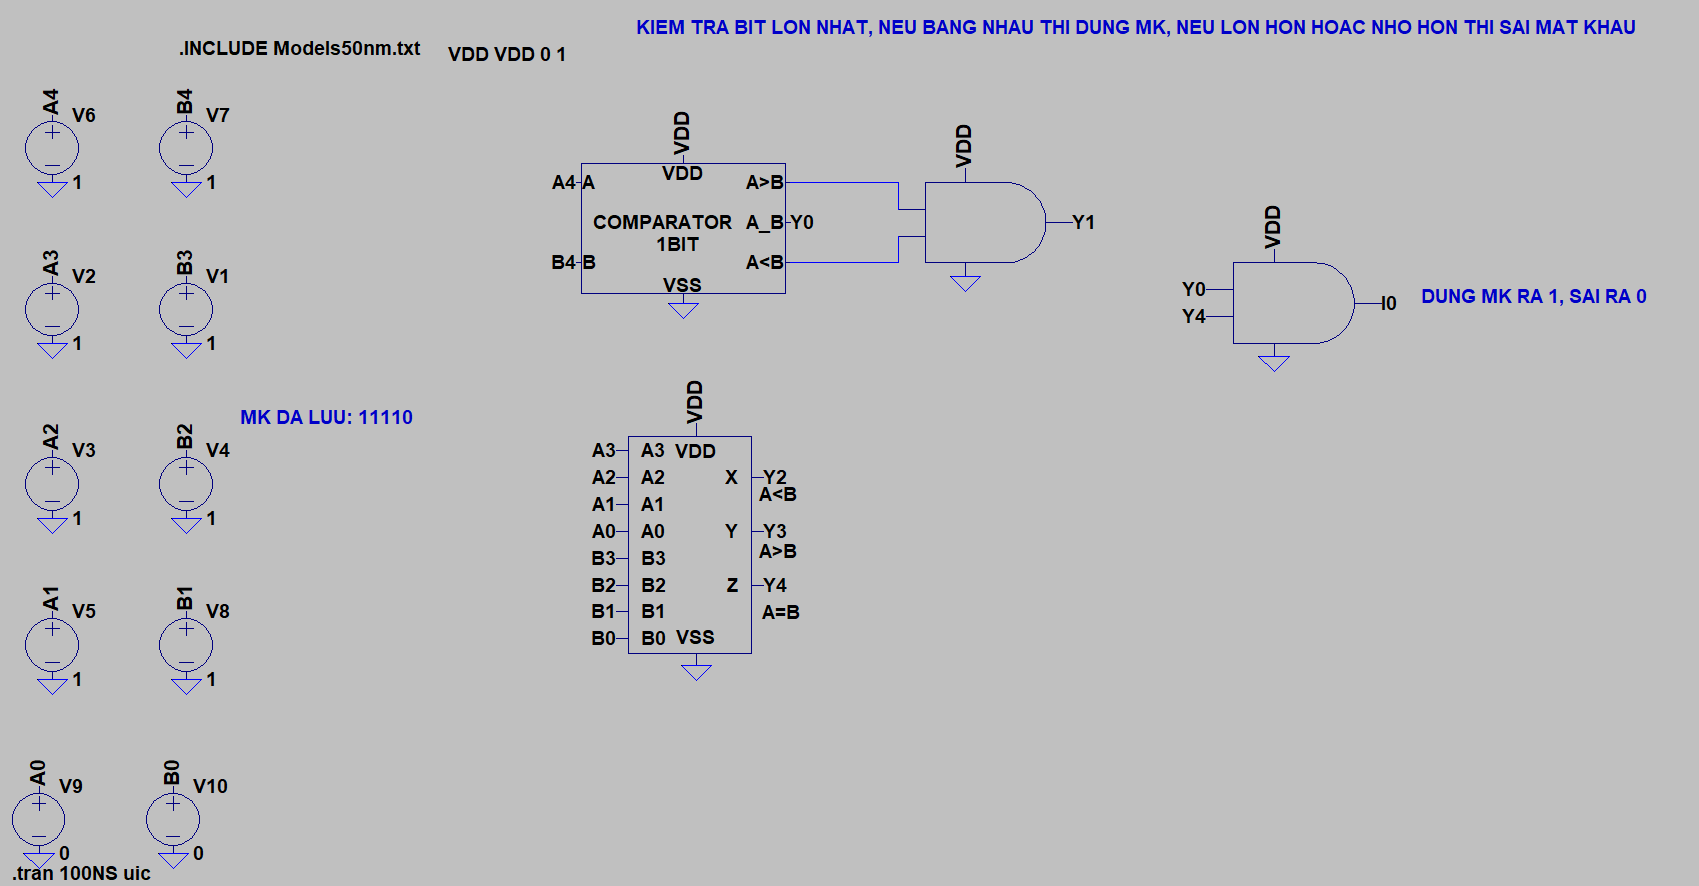 KIEM TRA BIT LON NHAT, NEU BANG NHAU THI DUNG MK, NEU LON HON HOAC NHO HON THI SAI MAT KHAU
.INCLUDE Models50nm.txt
VDD VDD 0 1
A4
V6
1
B4
V7
1
A3
V2
1
B3
V1
1
MK DA LUU: 11110
A2
V3
1
B2
V4
1
A1
V5
1
B1
V8
1
A0
V9
0
B0
V10
0
.tran 100NS uic
VDD
VDD
A4 A
A>B
COMPARATOR
1BIT
A_B Y0
B4 B
A<B
VSS
VDD
Y1
VDD
Y0
Y4
I0
DUNG MK RA 1, SAI RA 0
VDD
A3 A3 VDD
A2 A2 X Y2
A<B
A1 A1
A0 A0 Y Y3
A>B
B3 B3
B2 B2 Z Y4
B1 B1 A=B
B0 B0 VSS